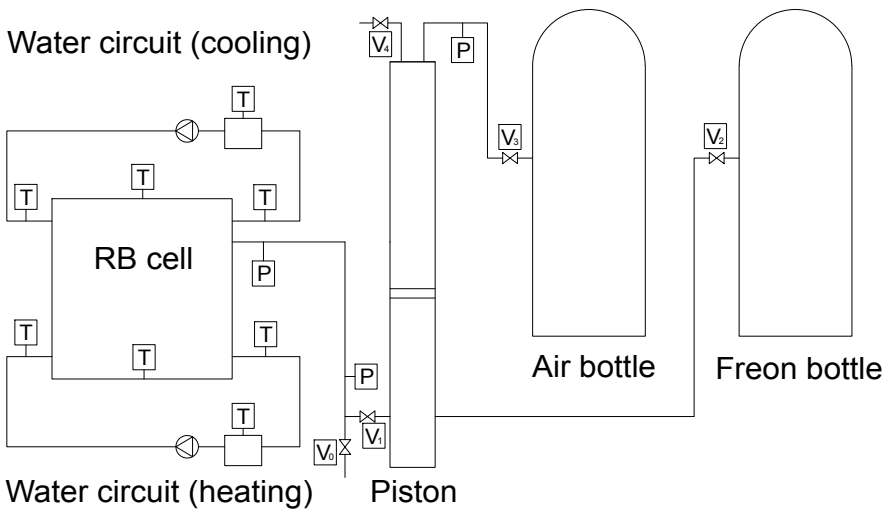 Water circuit (cooling)
V₄
P
T
V₃
V₂
T
T
T
RB cell
P
T
T
T
P
Air bottle
Freon bottle
T
V₁
V₀
Water circuit (heating)
Piston